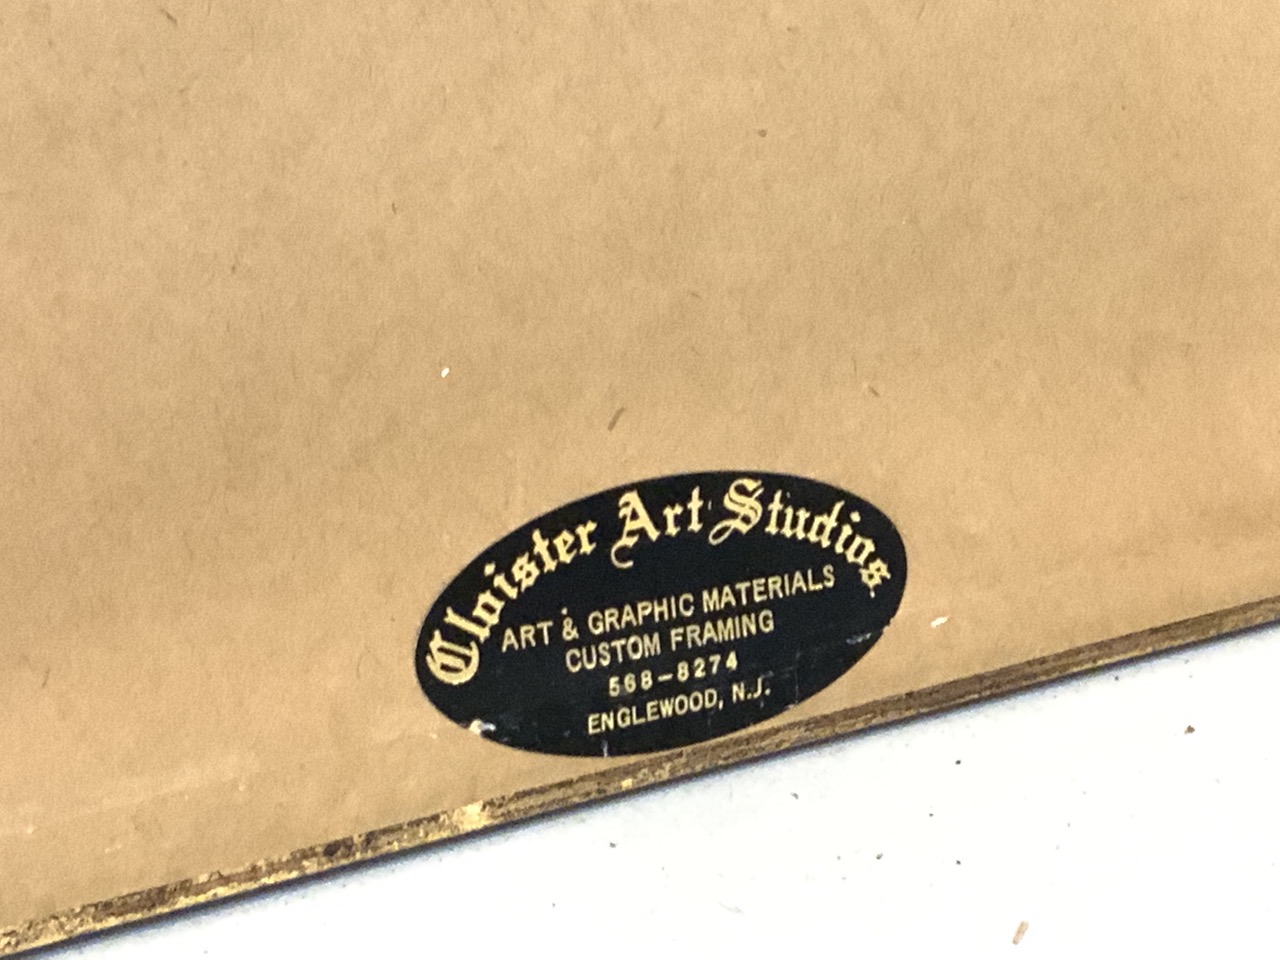 Cloister Art Studios.
ART & GRAPHIC MATERIALS
CUSTOM FRAMING
568-8274
ENGLEWOOD, N.J.